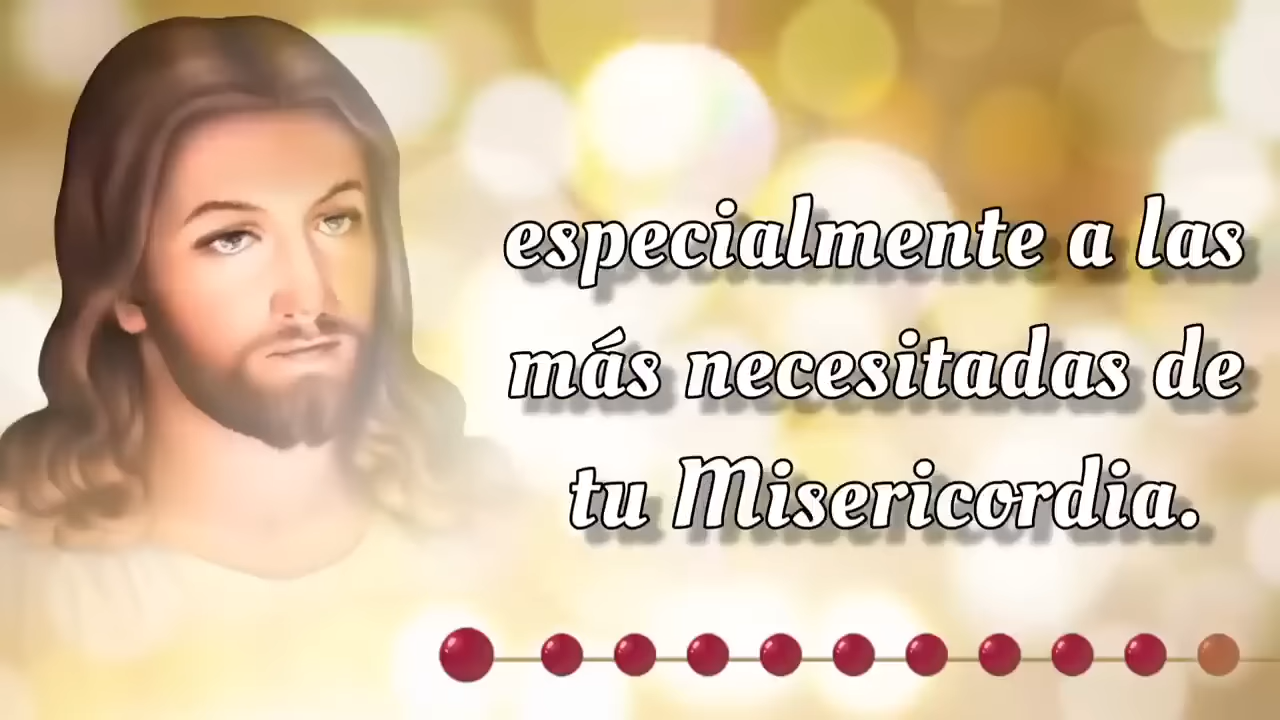 especialmente a las
más necesitadas de
tu Misericordia.